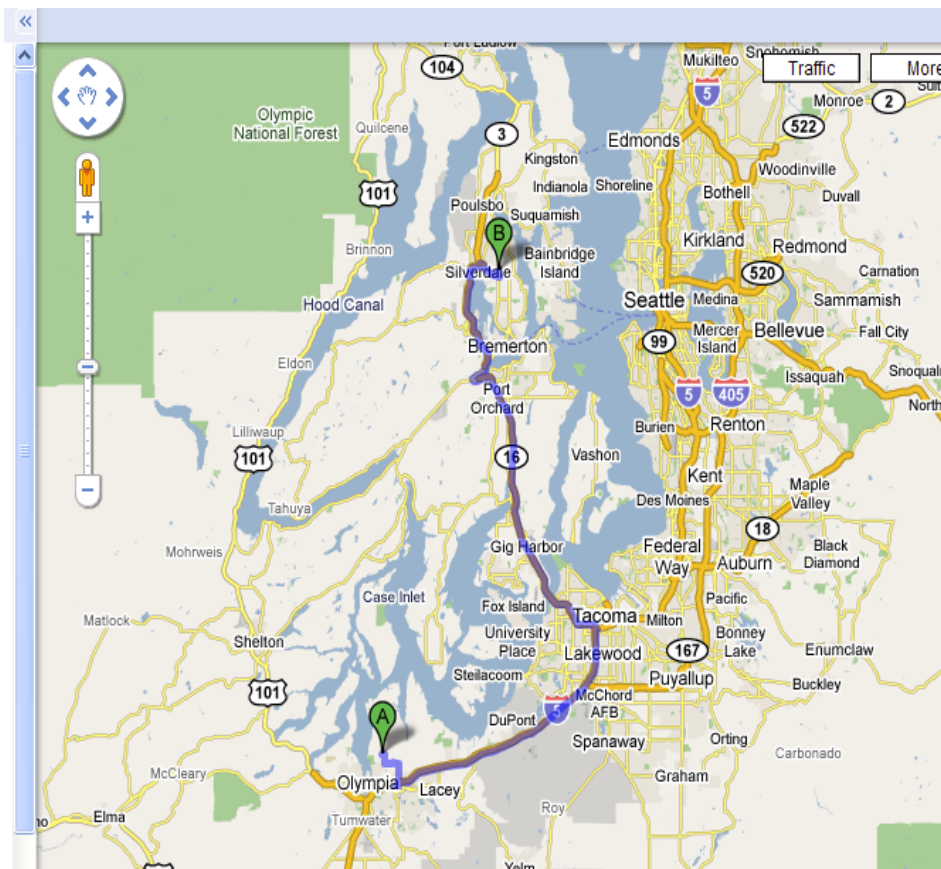 «
Port Ludlow
Mukilteo
Snohomish
Traffic
More
104
5
Monroe
2
Olympic
National Forest
Quilcene
3
Edmonds
522
Kingston
Woodinville
101
Indianola
Shoreline
Bothell
Duvall
Poulsbo
Suquamish
+
B
Kirkland
Redmond
Brinnon
Bainbridge
Island
Silverdale
520
Carnation
Hood Canal
Seattle
Medina
Sammamish
Mercer
Island
Bellevue
Fall City
99
Bremerton
Eldon
Issaquah
Port
Orchard
5
405
North
Lilliwaup
Burien
Renton
101
16
Vashon
Kent
−
Tahuya
Des Moines
Maple
Valley
18
Mohrweis
Gig Harbor
Federal
Way
Auburn
Black
Diamond
Case Inlet
Fox Island
Tacoma
Milton
Pacific
Matlock
Shelton
University
Place
Lakewood
167
Bonney
Lake
Enumclaw
Steilacoom
Puyallup
101
McChord
AFB
Buckley
A
DuPont
5
Spanaway
Orting
Carbonado
McCleary
Olympia
Lacey
Graham
Elma
Tumwater
Roy
Yelm